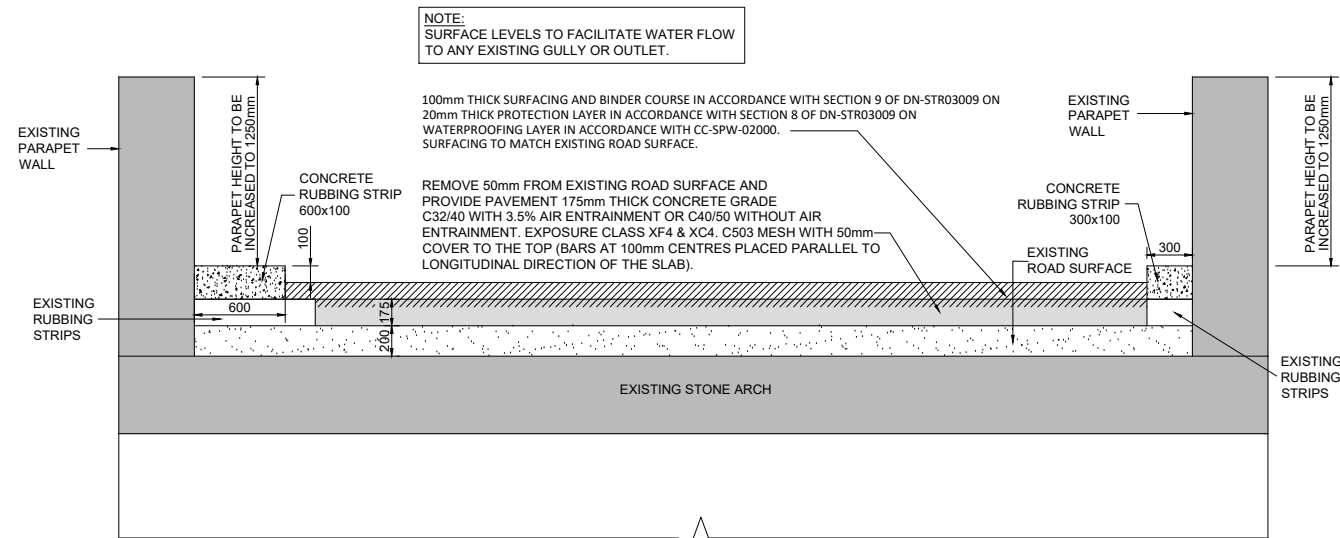 NOTE:
SURFACE LEVELS TO FACILITATE WATER FLOW
TO ANY EXISTING GULLY OR OUTLET.
100mm THICK SURFACING AND BINDER COURSE IN ACCORDANCE WITH SECTION 9 OF DN-STR03009 ON
20mm THICK PROTECTION LAYER IN ACCORDANCE WITH SECTION 8 OF DN-STR03009 ON
WATERPROOFING LAYER IN ACCORDANCE WITH CC-SPW-02000.
SURFACING TO MATCH EXISTING ROAD SURFACE.
EXISTING
PARAPET
WALL
PARAPET HEIGHT TO BE
INCREASED TO 1250mm
CONCRETE
RUBBING STRIP
600x100
100
REMOVE 50mm FROM EXISTING ROAD SURFACE AND
PROVIDE PAVEMENT 175mm THICK CONCRETE GRADE
C32/40 WITH 3.5% AIR ENTRAINMENT OR C40/50 WITHOUT AIR
ENTRAINMENT. EXPOSURE CLASS XF4 & XC4. C503 MESH WITH 50mm
COVER TO THE TOP (BARS AT 100mm CENTRES PLACED PARALLEL TO
LONGITUDINAL DIRECTION OF THE SLAB).
EXISTING
PARAPET
WALL
CONCRETE
RUBBING STRIP
300x100
300
PARAPET HEIGHT TO BE
INCREASED TO 1250mm
EXISTING
ROAD SURFACE
EXISTING
RUBBING
STRIPS
600
175
200
EXISTING STONE ARCH
EXISTING
RUBBING
STRIPS